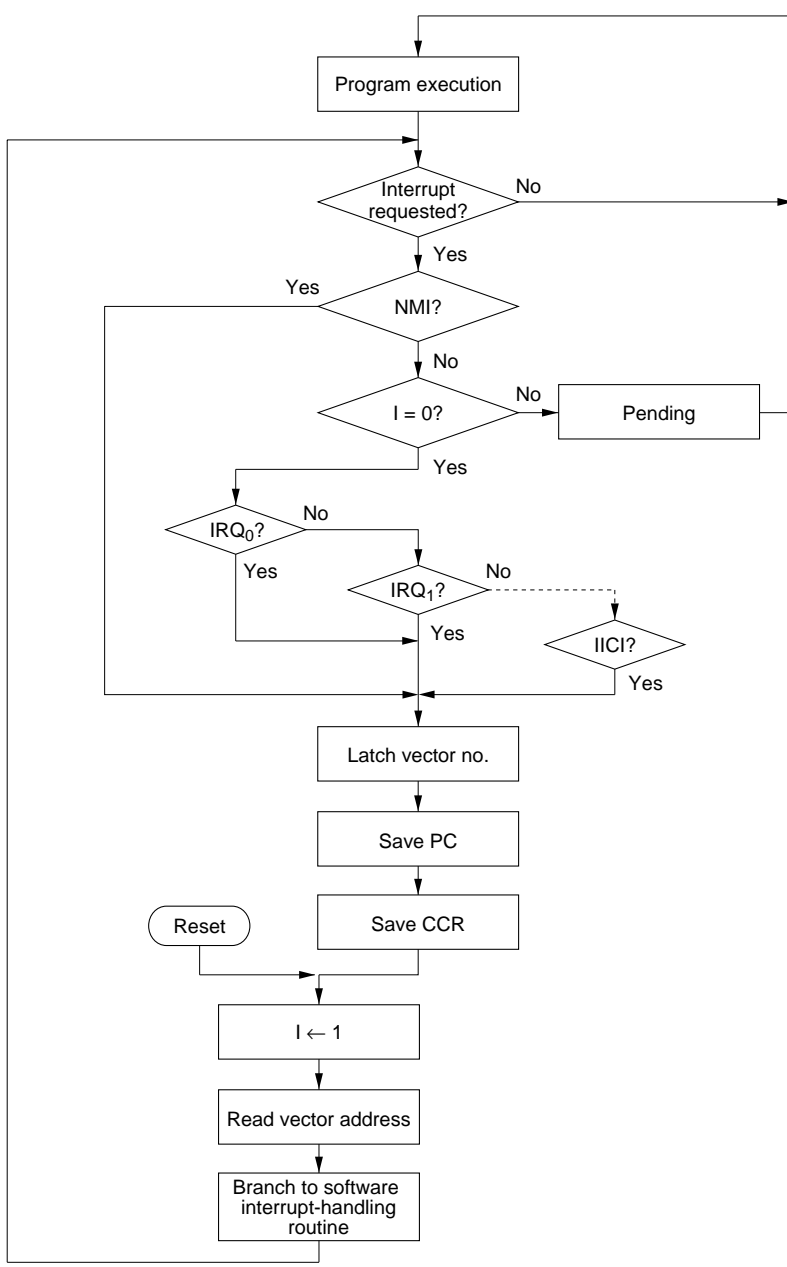 Program execution
Interrupt
requested?
No
Yes
Yes
NMI?
No
I = 0?
No
Pending
Yes
IRQ0?
No
Yes
IRQ1?
No
Yes
IICI?
Yes
Latch vector no.
Save PC
Save CCR
Reset
I ← 1
Read vector address
Branch to software
interrupt-handling
routine